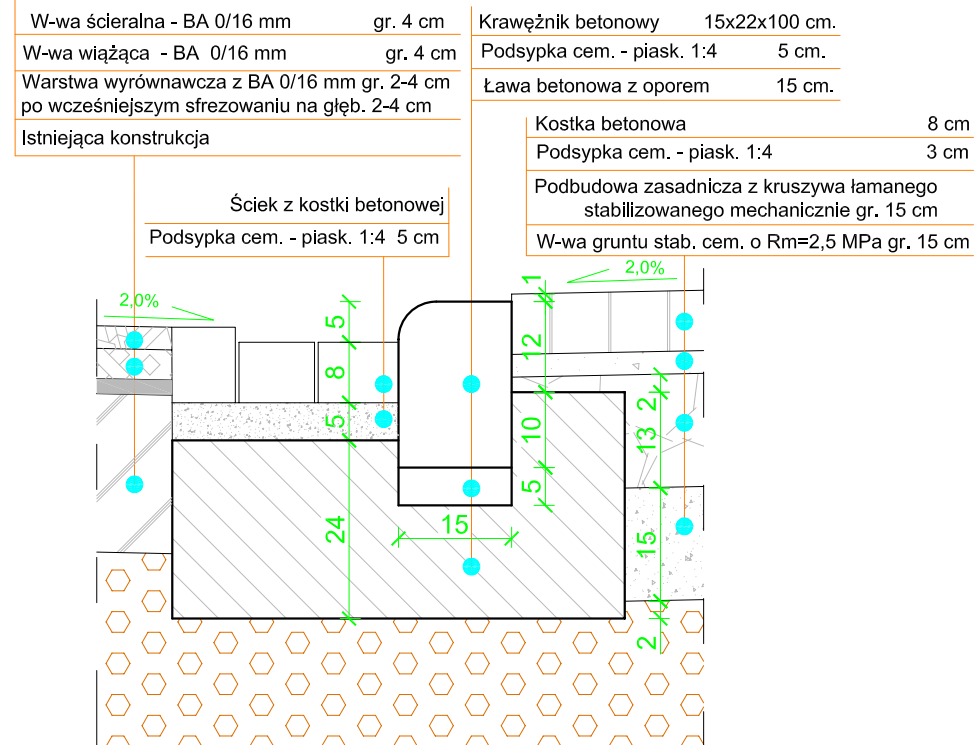 W-wa ścieralna - BA 0/16 mm gr. 4 cm
W-wa wiążąca - BA 0/16 mm gr. 4 cm
Warstwa wyrównawcza z BA 0/16 mm gr. 2-4 cm
po wcześniejszym sfrezowaniu na głęb. 2-4 cm
Istniejąca konstrukcja
Krawężnik betonowy 15x22x100 cm.
Podsypka cem. - piask. 1:4 5 cm.
Ława betonowa z oporem 15 cm.
Kostka betonowa 8 cm
Podsypka cem. - piask. 1:4 3 cm
Podbudowa zasadnicza z kruszywa łamanego
stabilizowanego mechanicznie gr. 15 cm
W-wa gruntu stab. cem. o Rm=2,5 MPa gr. 15 cm
Ściek z kostki betonowej
Podsypka cem. - piask. 1:4 5 cm
2,0%
2,0%
5
8
5
24
15
1
12
10
5
2
13
15
2